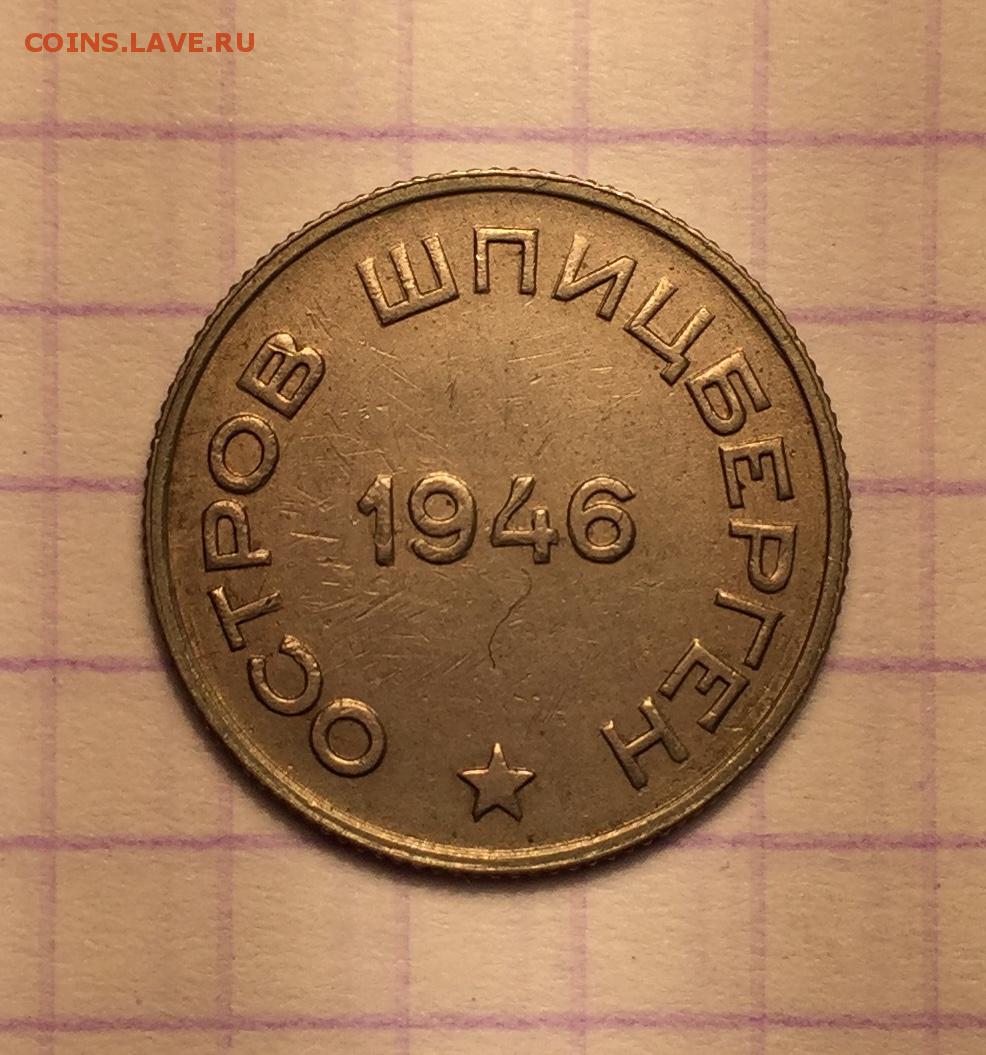 COINS.LAVE.RU
ОСТРОВ ШПИЦБЕРГЕН
1946